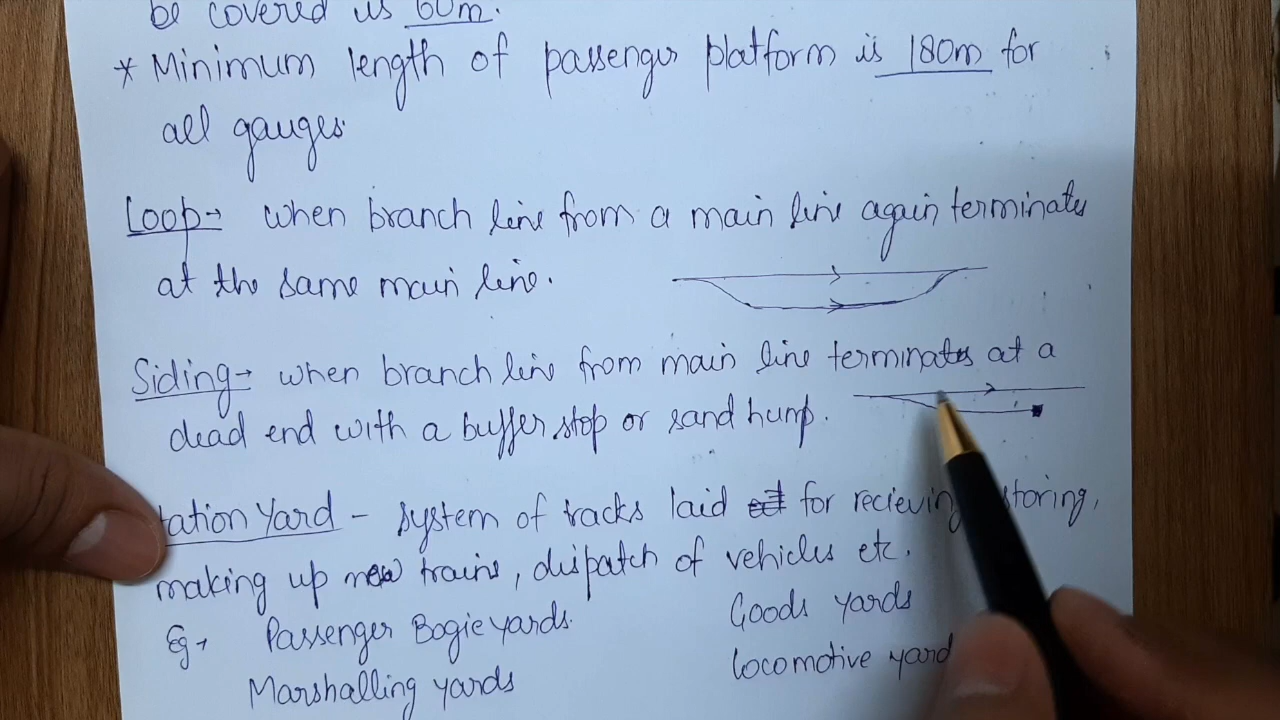 be covered is 60m.
* Minimum length of passenger platform is 180m for
all gauges.
Loop→ when branch line from a main line again terminates
at the same main line.
Siding→ when branch line from main line terminates at a
dead end with a buffer stop or sand hump.
tation Yard - system of tracks laid for recieving storing,
making up new trains, dispatch of vehicles etc.
Eg→ Passenger Bogie yards. Goods yards
Marshalling yards locomotive yard